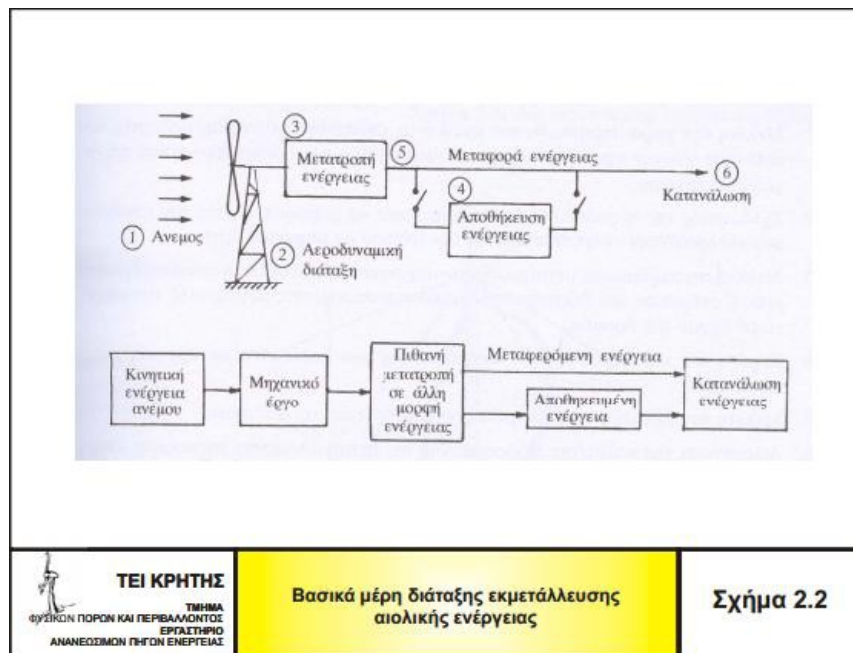 ③
Μετατροπή
ενέργειας
⑤
Μεταφορά ενέργειας
⑥
Κατανάλωση
④
Αποθήκευση
ενέργειας
① Ανεμος
② Αεροδυναμική
διάταξη
Κινητική
ενέργεια
ανεμου
Μηχανικό
έργο
Πιθανή
μετατροπή
σε άλλη
μορφή
ενέργειας
Μεταφερόμενη ενέργεια
Αποθηκετιμένη
ενέργεια
Κατανάλωση
ενέργειας
ΤΕΙ ΚΡΗΤΗΣ
ΤΜΗΜΑ
ΦΥΣΙΚΩΝ ΠΟΡΩΝ ΚΑΙ ΠΕΡΙΒΑΛΛΟΝΤΟΣ
ΕΡΓΑΣΤΗΡΙΟ
ΑΝΑΝΕΩΣΙΜΩΝ ΠΗΓΩΝ ΕΝΕΡΓΕΙΑΣ
Βασικά μέρη διάταξης εκμετάλλευσης
αιολικής ενέργειας
Σχήμα 2.2